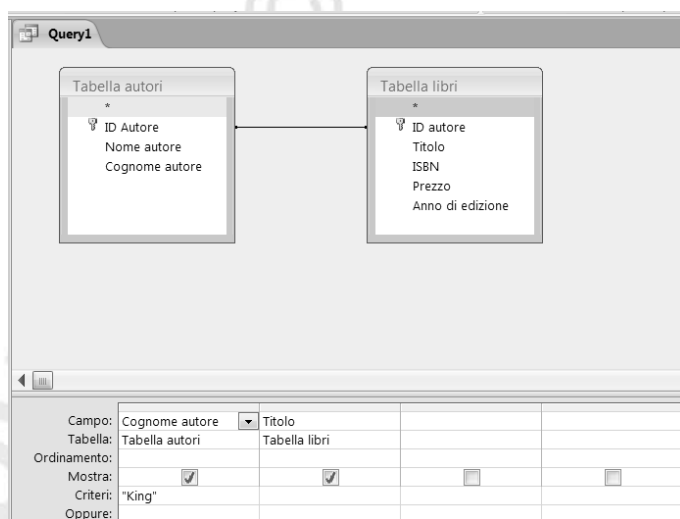 Query1
Tabella autori
*
ID Autore
Nome autore
Cognome autore
Tabella libri
*
ID autore
Titolo
ISBN
Prezzo
Anno di edizione
Campo: Cognome autore Titolo
Tabella: Tabella autori Tabella libri
Ordinamento:
Mostra:
Criteri: "King"
Oppure: